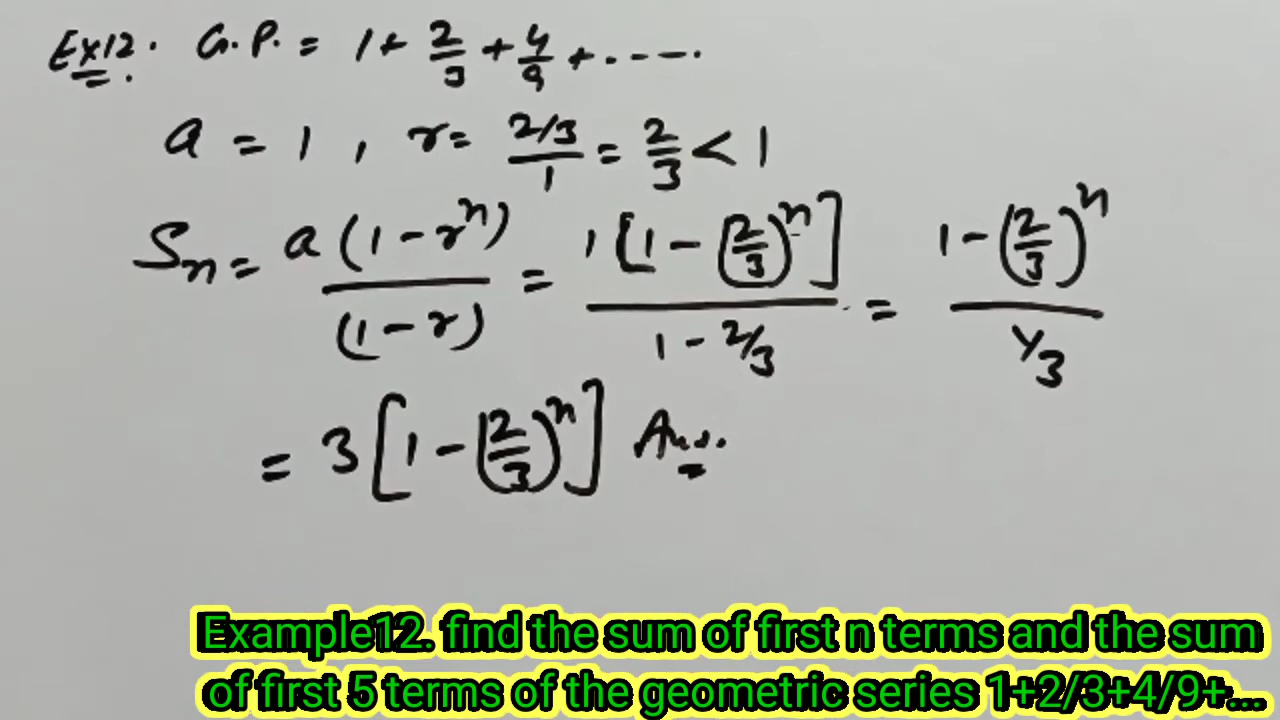 Ex12. G.P. = 1 + 2/3 + 4/9 + .....
a = 1 , r = 2/3/1 = 2/3 < 1
Sn = a(1-r^n)/(1-r) = 1[1-(2/3)^n]/1-2/3 = 1-(2/3)^n/1/3
= 3[1-(2/3)^n] Ans.
Example12. find the sum of first n terms and the sum
of first 5 terms of the geometric series 1+2/3+4/9+...